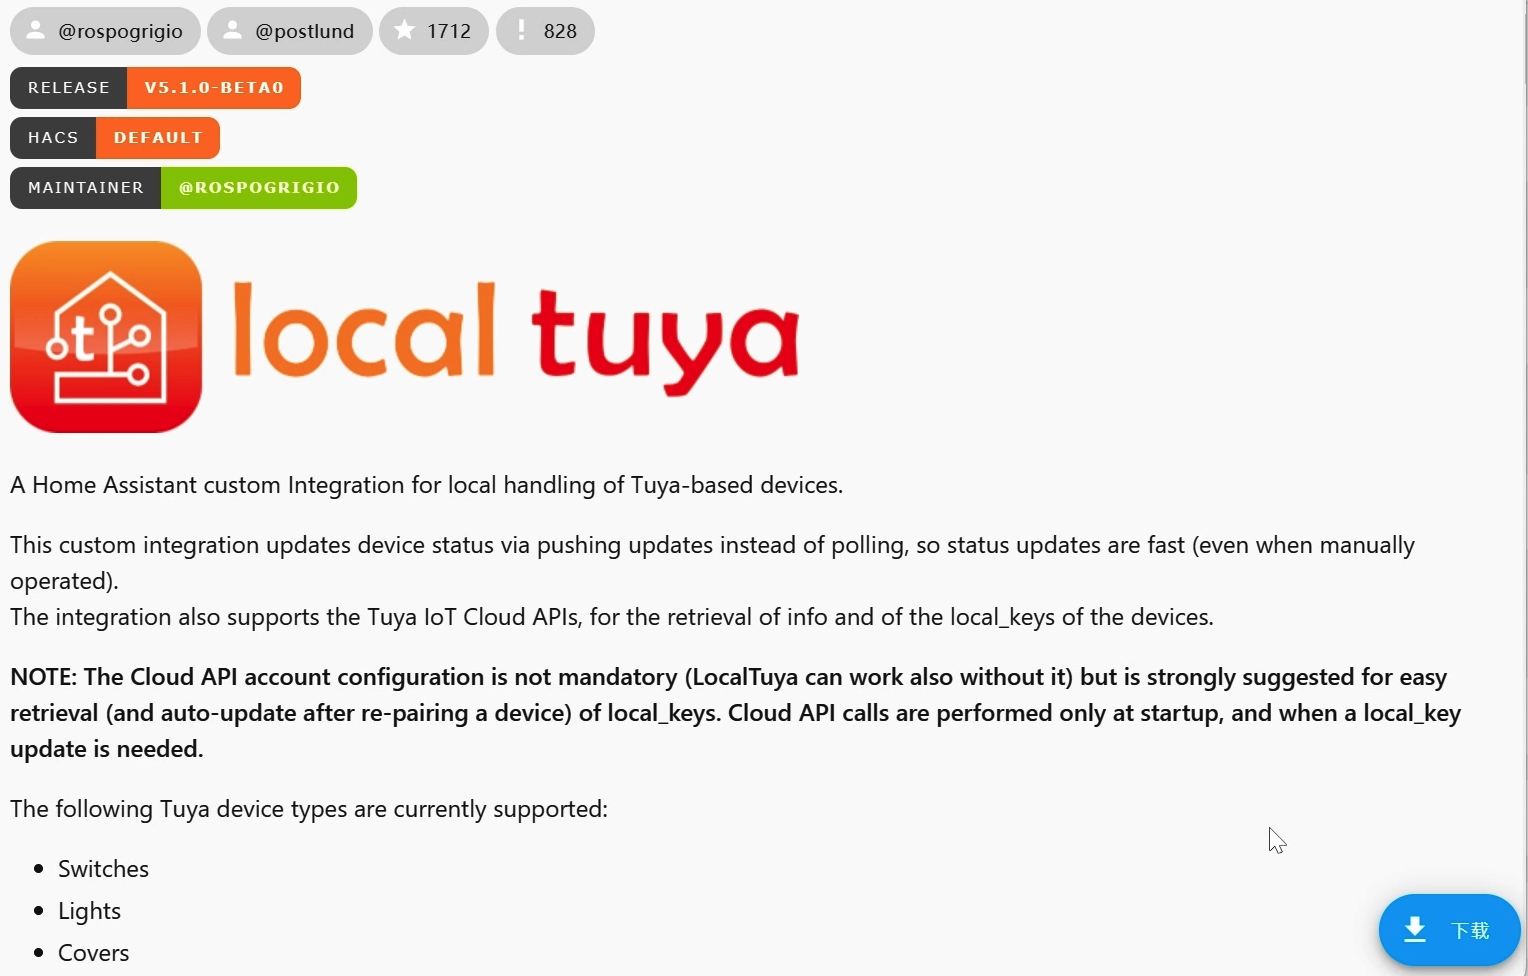 @rospogrigio @postlund 1712 828
RELEASE V5.1.0-BETA0
HACS DEFAULT
MAINTAINER @ROSPOGRIGIO
t local tuya
A Home Assistant custom Integration for local handling of Tuya-based devices.
This custom integration updates device status via pushing updates instead of polling, so status updates are fast (even when manually
operated).
The integration also supports the Tuya IoT Cloud APIs, for the retrieval of info and of the local_keys of the devices.
NOTE: The Cloud API account configuration is not mandatory (LocalTuya can work also without it) but is strongly suggested for easy
retrieval (and auto-update after re-pairing a device) of local_keys. Cloud API calls are performed only at startup, and when a local_key
update is needed.
The following Tuya device types are currently supported:
• Switches
• Lights
• Covers
下载